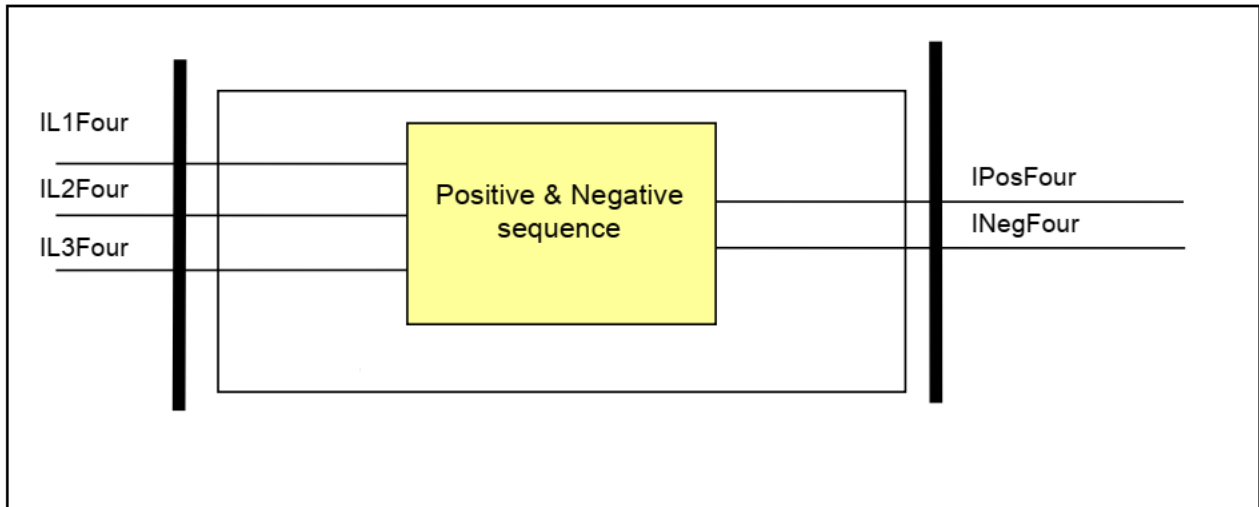 IL1Four
IL2Four
IL3Four
Positive & Negative
sequence
IPosFour
INegFour